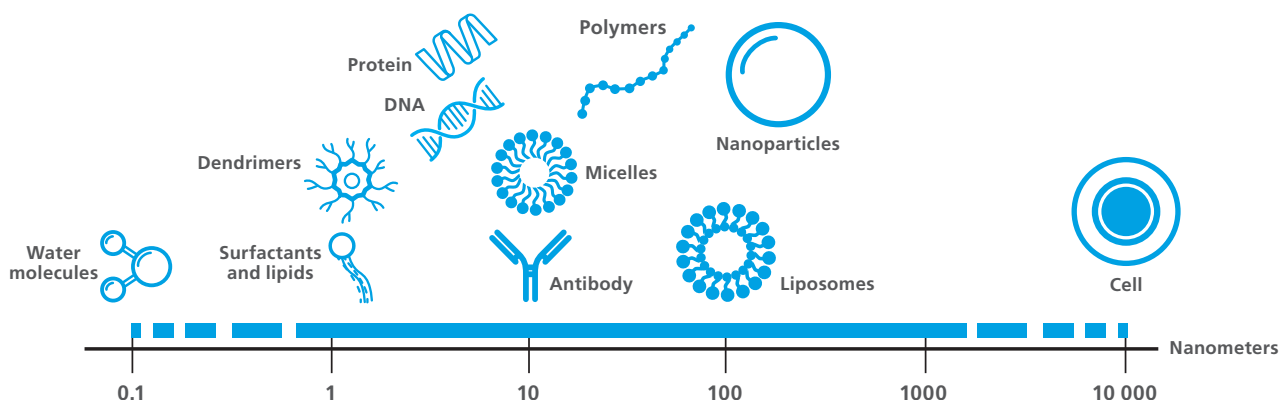 Polymers
Protein
DNA
Nanoparticles
Dendrimers
Micelles
Water
molecules
Surfactants
and lipids
Antibody
Liposomes
Cell
Nanometers
0.1 1 10 100 1000 10 000